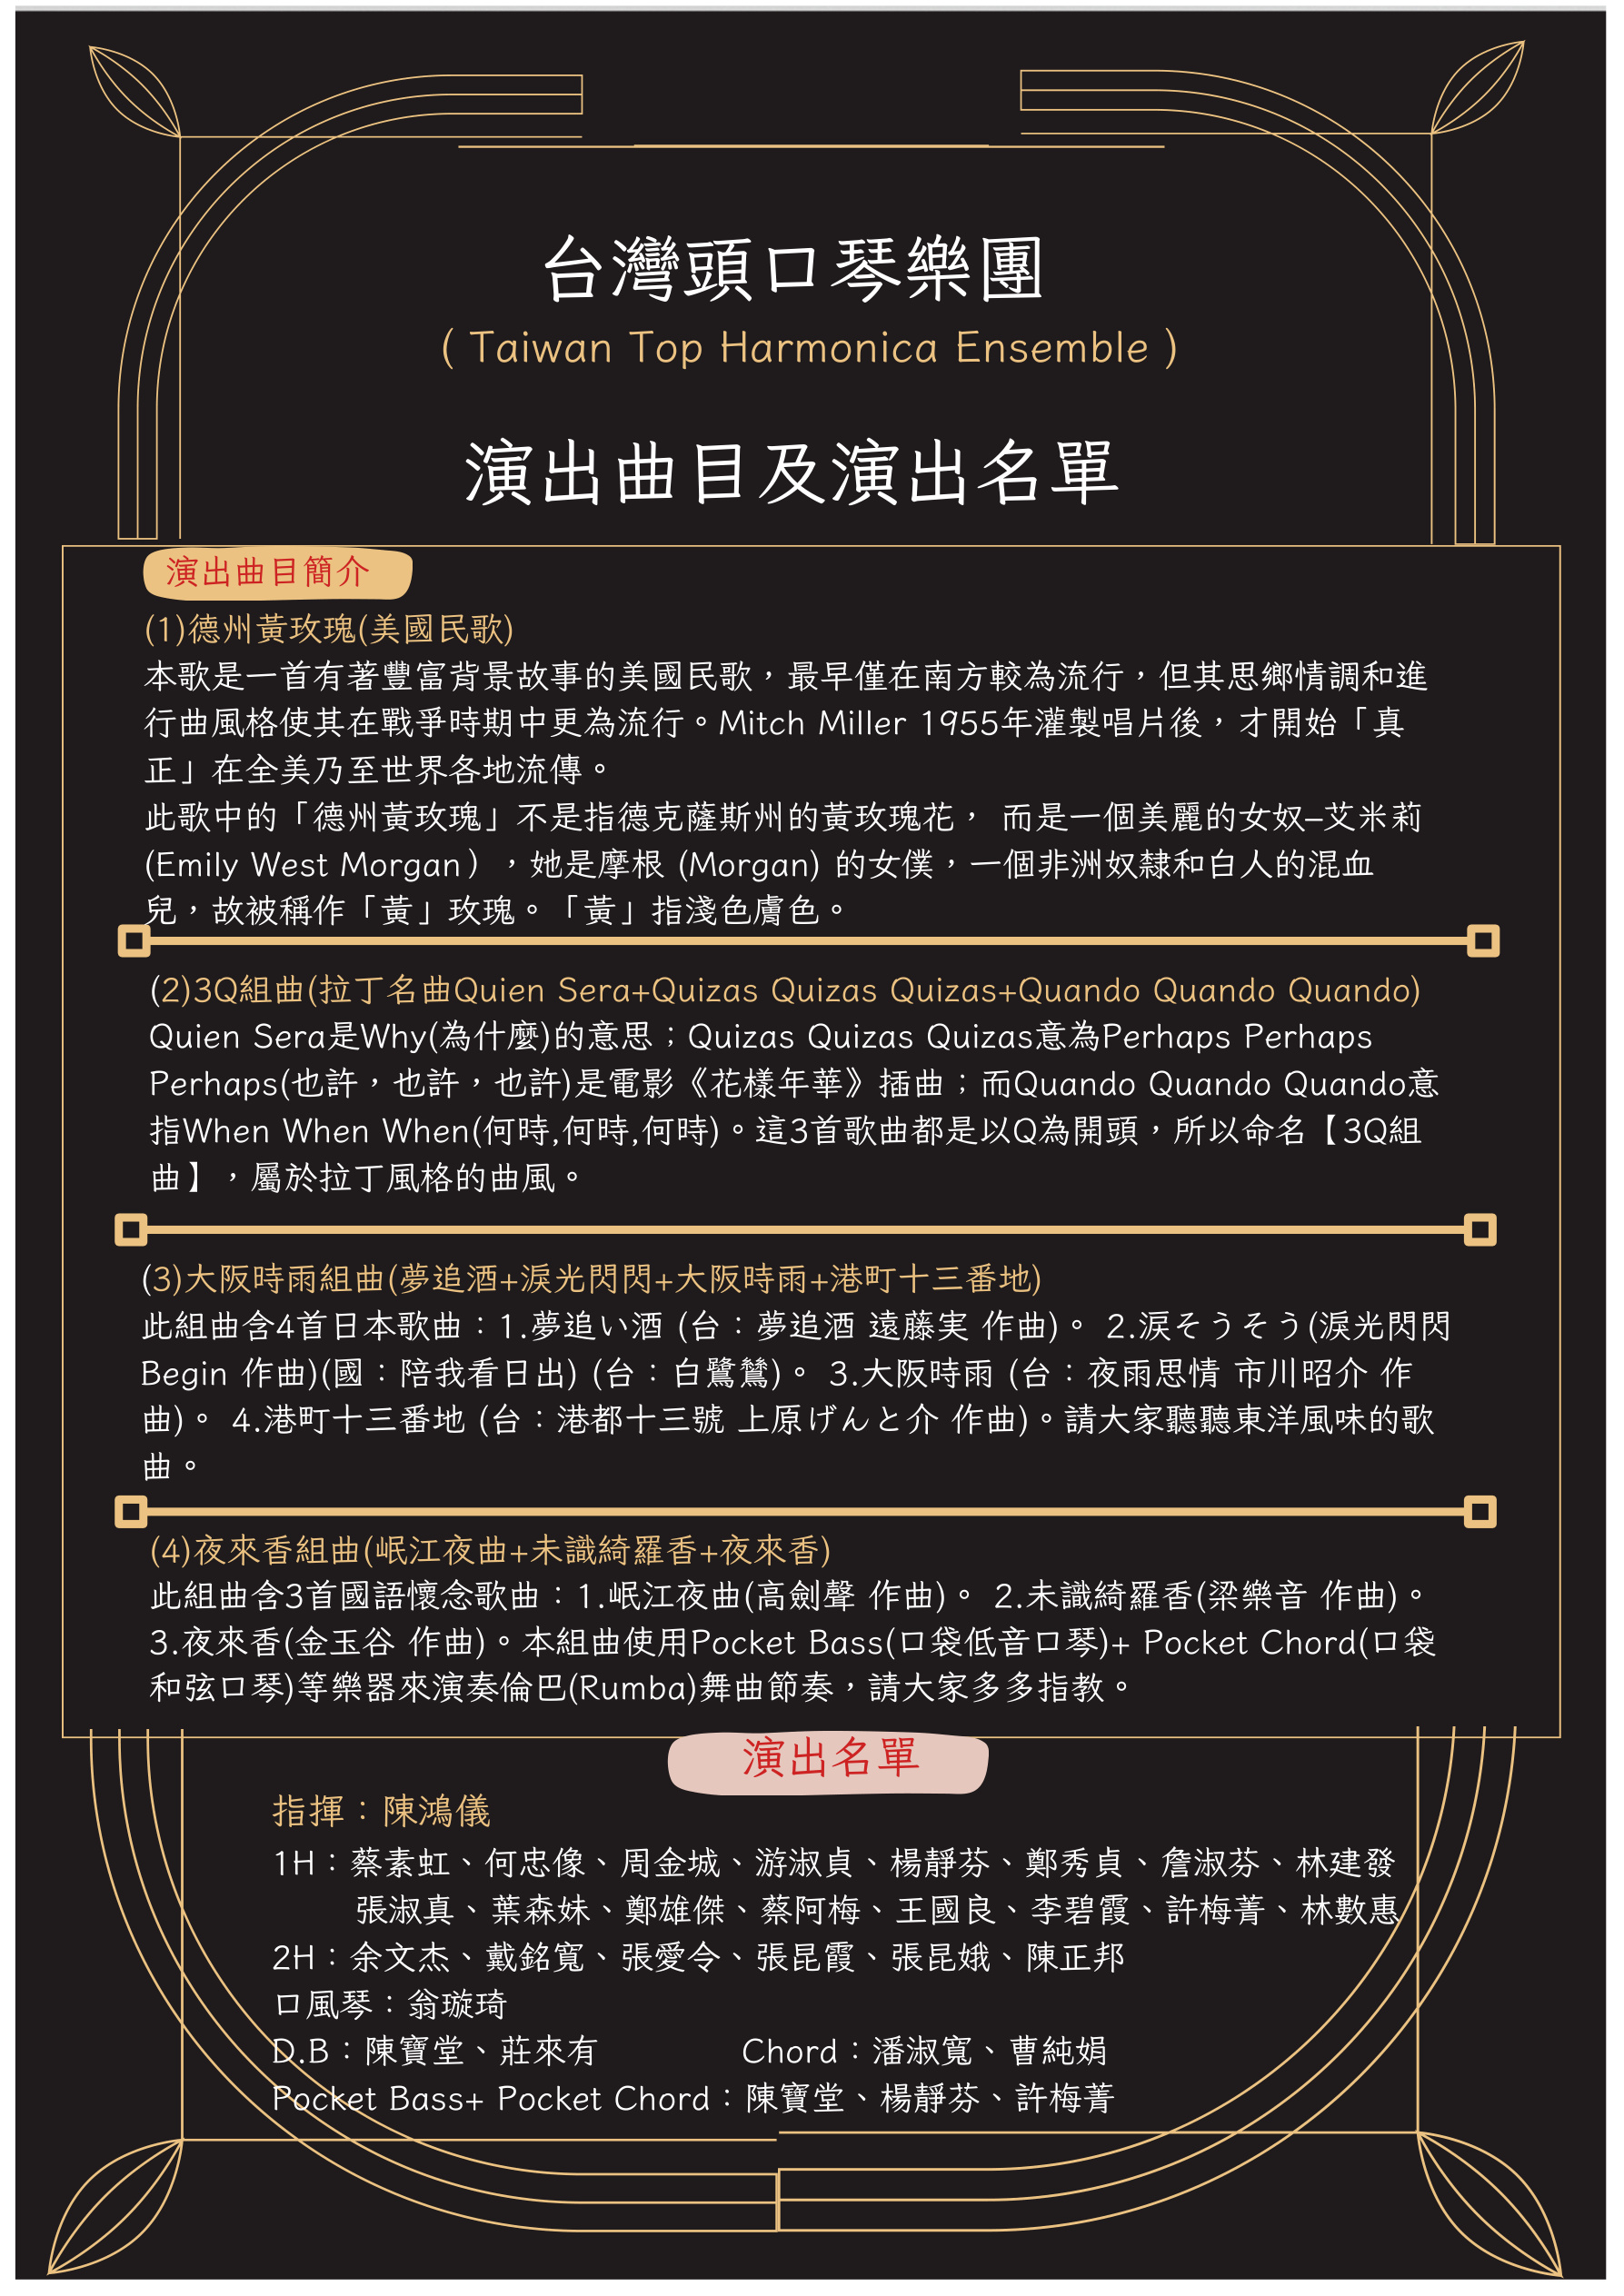 台灣頭口琴樂團
( Taiwan Top Harmonica Ensemble )
演出曲目及演出名單
演出曲目簡介
(1)德州黃玫瑰(美國民歌)
本歌是一首有著豐富背景故事的美國民歌，最早僅在南方較為流行，但其思鄉情調和進
行曲風格使其在戰爭時期中更為流行。Mitch Miller 1955年灌製唱片後，才開始「真
正」在全美乃至世界各地流傳。
此歌中的「德州黃玫瑰」不是指德克薩斯州的黃玫瑰花， 而是一個美麗的女奴—艾米莉
(Emily West Morgan），她是摩根 (Morgan) 的女僕，一個非洲奴隸和白人的混血
兒，故被稱作「黃」玫瑰。「黃」指淺色膚色。
(2)3Q組曲(拉丁名曲Quien Sera+Quizas Quizas Quizas+Quando Quando Quando)
Quien Sera是Why(為什麼)的意思；Quizas Quizas Quizas意為Perhaps Perhaps
Perhaps(也許，也許，也許)是電影《花樣年華》插曲；而Quando Quando Quando意
指When When When(何時,何時,何時)。這3首歌曲都是以Q為開頭，所以命名【3Q組
曲】，屬於拉丁風格的曲風。
(3)大阪時雨組曲(夢追酒+淚光閃閃+大阪時雨+港町十三番地)
此組曲含4首日本歌曲：1.夢追い酒 (台：夢追酒 遠藤実 作曲)。 2.涙そうそう(淚光閃閃
Begin 作曲)(國：陪我看日出) (台：白鷺鷥)。 3.大阪時雨 (台：夜雨思情 市川昭介 作
曲)。 4.港町十三番地 (台：港都十三號 上原げんと介 作曲)。請大家聽聽東洋風味的歌
曲。
(4)夜來香組曲(岷江夜曲+未識綺羅香+夜來香)
此組曲含3首國語懷念歌曲：1.岷江夜曲(高劍聲 作曲)。 2.未識綺羅香(梁樂音 作曲)。
3.夜來香(金玉谷 作曲)。本組曲使用Pocket Bass(口袋低音口琴)+ Pocket Chord(口袋
和弦口琴)等樂器來演奏倫巴(Rumba)舞曲節奏，請大家多多指教。
演出名單
指揮：陳鴻儀
1H：蔡素虹、何忠像、周金城、游淑貞、楊靜芬、鄭秀貞、詹淑芬、林建發
張淑真、葉森妹、鄭雄傑、蔡阿梅、王國良、李碧霞、許梅菁、林數惠
2H：余文杰、戴銘寬、張愛令、張昆霞、張昆娥、陳正邦
口風琴：翁璇琦
D.B：陳寶堂、莊來有 Chord：潘淑寬、曹純娟
Pocket Bass+ Pocket Chord：陳寶堂、楊靜芬、許梅菁